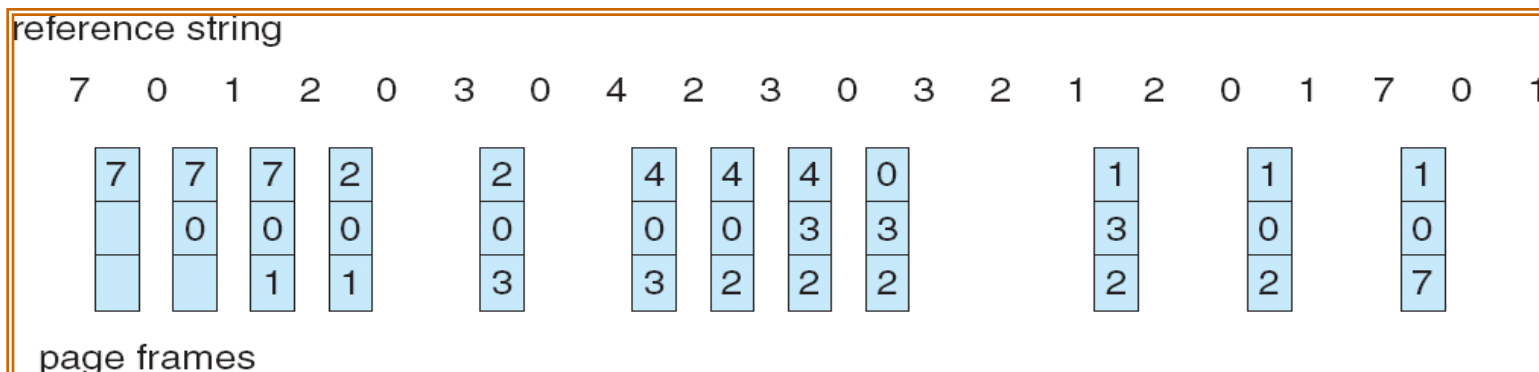 reference string
7 0 1 2 0 3 0 4 2 3 0 3 2 1 2 0 1 7 0 1
7 7 7 2 2 4 4 4 0 1 1 1
0 0 0 0 0 0 3 3 3 0 0
1 1 3 3 2 2 2 2 2 7
page frames